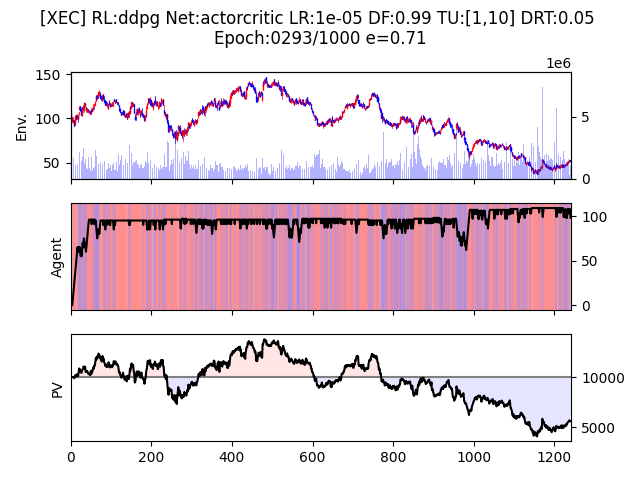 [XEC] RL:ddpg Net:actorcritic LR:1e-05 DF:0.99 TU:[1,10] DRT:0.05
Epoch:0293/1000 e=0.71
1e6
150
100
50
5
0
Env.
100
50
0
Agent
10000
5000
PV
0 200 400 600 800 1000 1200